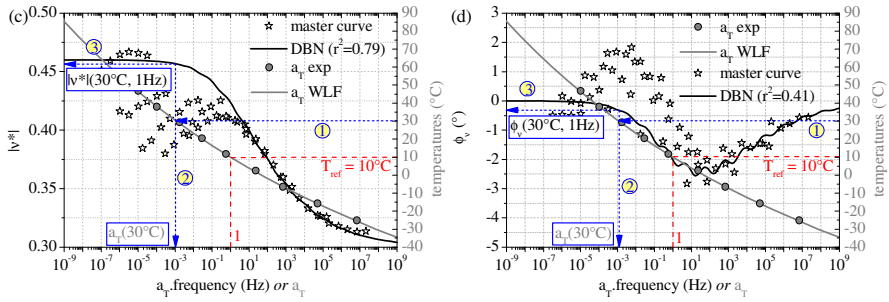 (c)
0.45
0.40
0.35
0.30
|ν*|
3
|ν*|(30°C, 1Hz)
1
2
a_T(30°C)
1
T_ref = 10°C
master curve
DBN (r²=0.79)
a_T exp
a_T WLF
90
80
70
60
50
40
30
20
10
0
-10
-20
-30
-40
temperatures (°C)
10⁻⁹ 10⁻⁷ 10⁻⁵ 10⁻³ 10⁻¹ 10¹ 10³ 10⁵ 10⁷ 10⁹
a_T.frequency (Hz) or a_T
(d)
5
4
3
2
1
0
-1
-2
-3
-4
-5
ϕ_ν (°)
3
ϕ_ν(30°C, 1Hz)
1
2
a_T(30°C)
1
T_ref = 10°C
a_T exp
a_T WLF
master curve
DBN (r²=0.41)
90
80
70
60
50
40
30
20
10
0
-10
-20
-30
-40
temperatures (°C)
10⁻⁹ 10⁻⁷ 10⁻⁵ 10⁻³ 10⁻¹ 10¹ 10³ 10⁵ 10⁷ 10⁹
a_T.frequency (Hz) or a_T